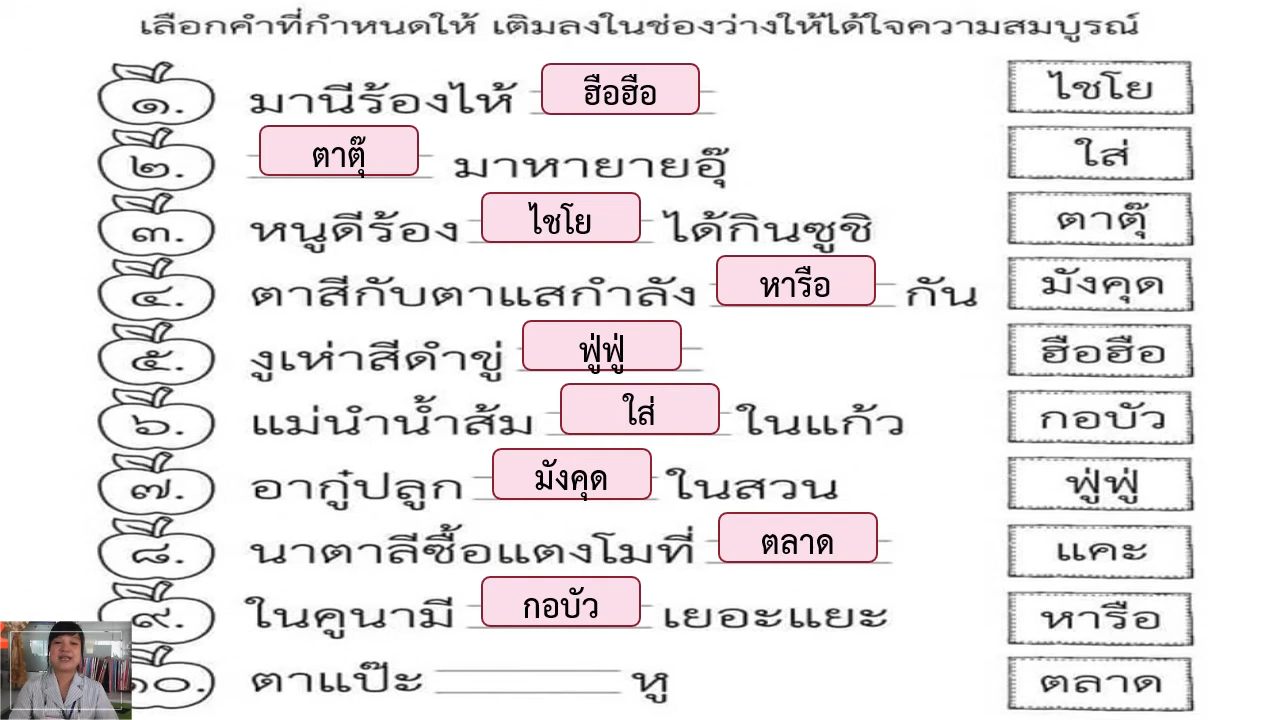 เลือกคำที่กำหนดให้ เติมลงในช่องว่างให้ได้ใจความสมบูรณ์
๑. มานีร้องไห้ ฮือฮือ ไชโย
๒. ตาตุ๊ มาหายายอุ๊ ใส่
๓. หนูดีร้อง ไชโย ได้กินซูชิ ตาตุ๊
๔. ตาสีกับตาแสกำลัง หารือ กัน มังคุด
๕. งูเห่าสีดำขู่ ฟู่ฟู่ ฮือฮือ
๖. แม่นำน้ำส้ม ใส่ ในแก้ว กอบัว
๗. อากู๋ปลูก มังคุด ในสวน ฟู่ฟู่
๘. นาตาลีซื้อแตงโมที่ ตลาด แคะ
๙. ในคูนามี กอบัว เยอะแยะ หารือ
๑๐. ตาแป๊ะ หู ตลาด